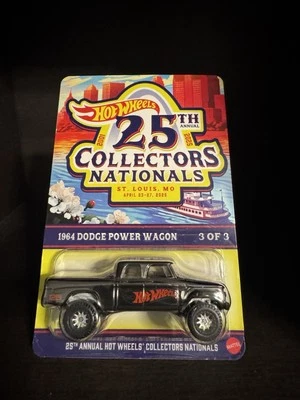 HOT WHEELS
25TH
ANNUAL
COLLECTORS
NATIONALS
ST. LOUIS, MO
1964 DODGE POWER WAGON 3 OF 3
HOT WHEELS
25TH ANNUAL HOT WHEELS COLLECTORS NATIONALS